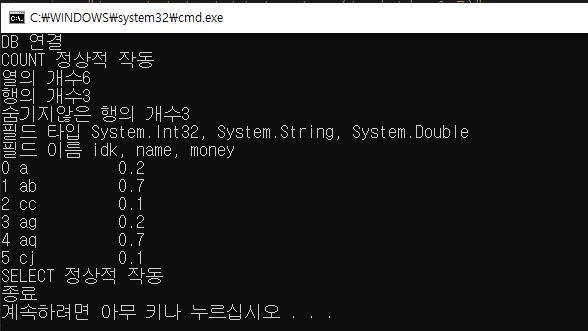 C:\WINDOWS\system32\cmd.exe
DB 연결
COUNT 정상적 작동
열의 개수6
행의 개수3
숨기지않은 행의 개수3
필드 타입 System.Int32, System.String, System.Double
필드 이름 idk, name, money
0 a 0.2
1 ab 0.7
2 cc 0.1
3 ag 0.2
4 aq 0.7
5 cj 0.1
SELECT 정상적 작동
종료
계속하려면 아무 키나 누르십시오 . . .